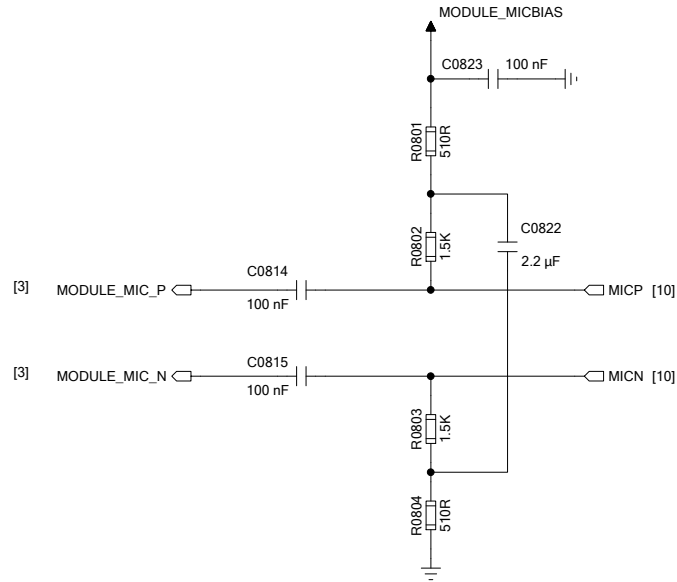 MODULE_MICBIAS
C0823 100 nF
R0801 510R
R0802 1.5K
C0822
2.2 µF
C0814
[3] MODULE_MIC_P MICP [10]
100 nF
C0815
[3] MODULE_MIC_N MICN [10]
100 nF
R0803 1.5K
R0804 510R